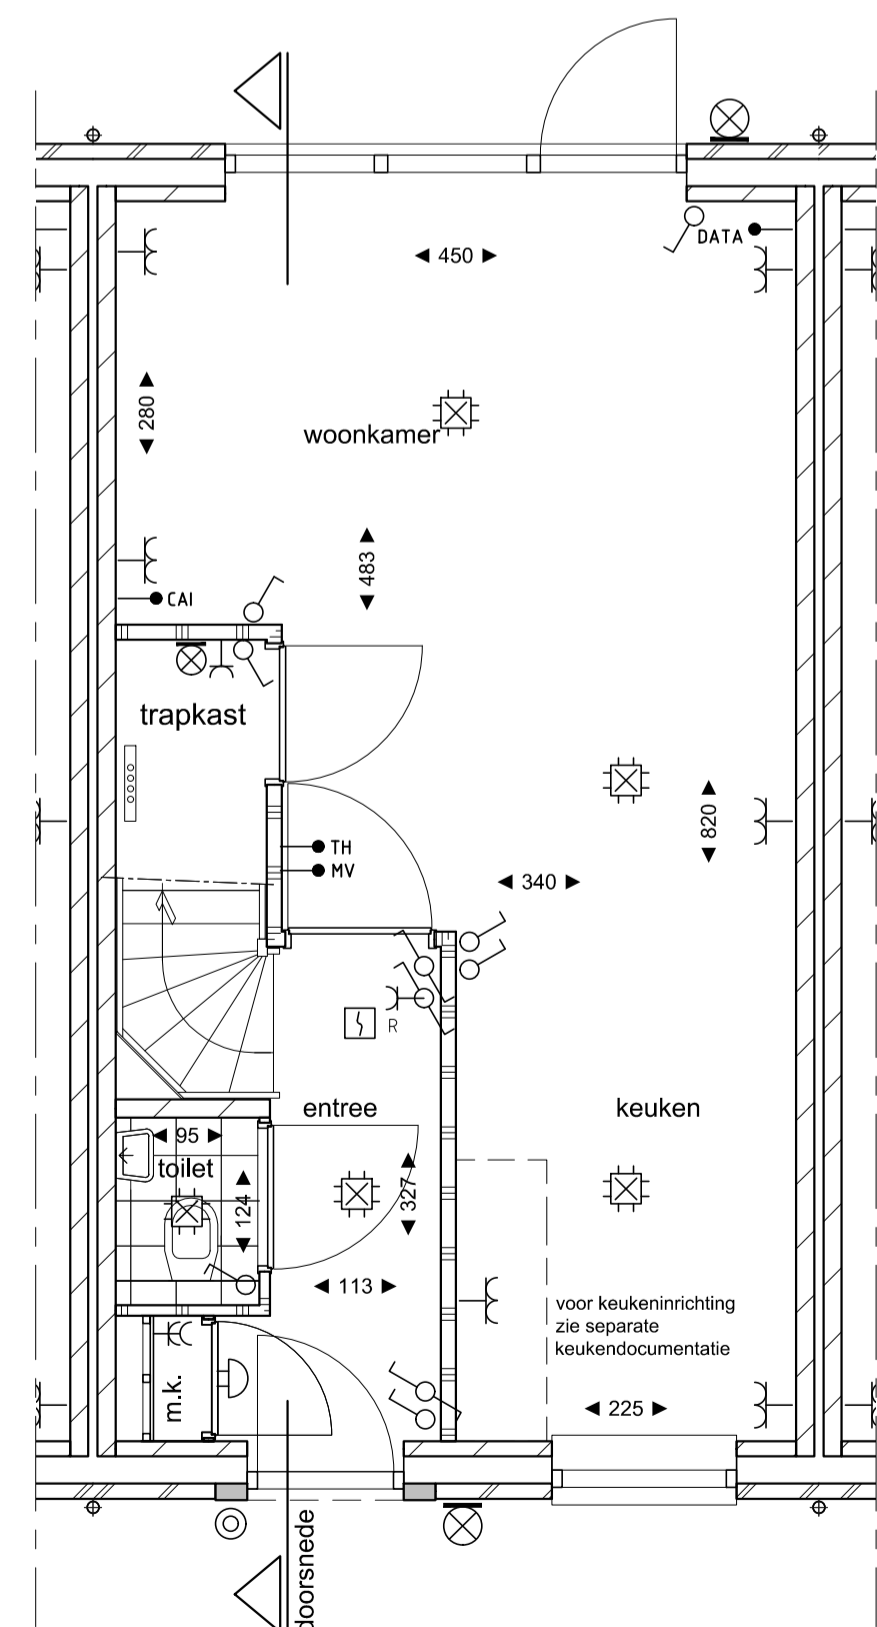 DATA
450
280
woonkamer
483
CAI
trapkast
820
TH
MV
340
R
entree
keuken
95
toilet
124
327
113
voor keukeninrichting
zie separate
keukendocumentatie
m.k.
225
doorsnede